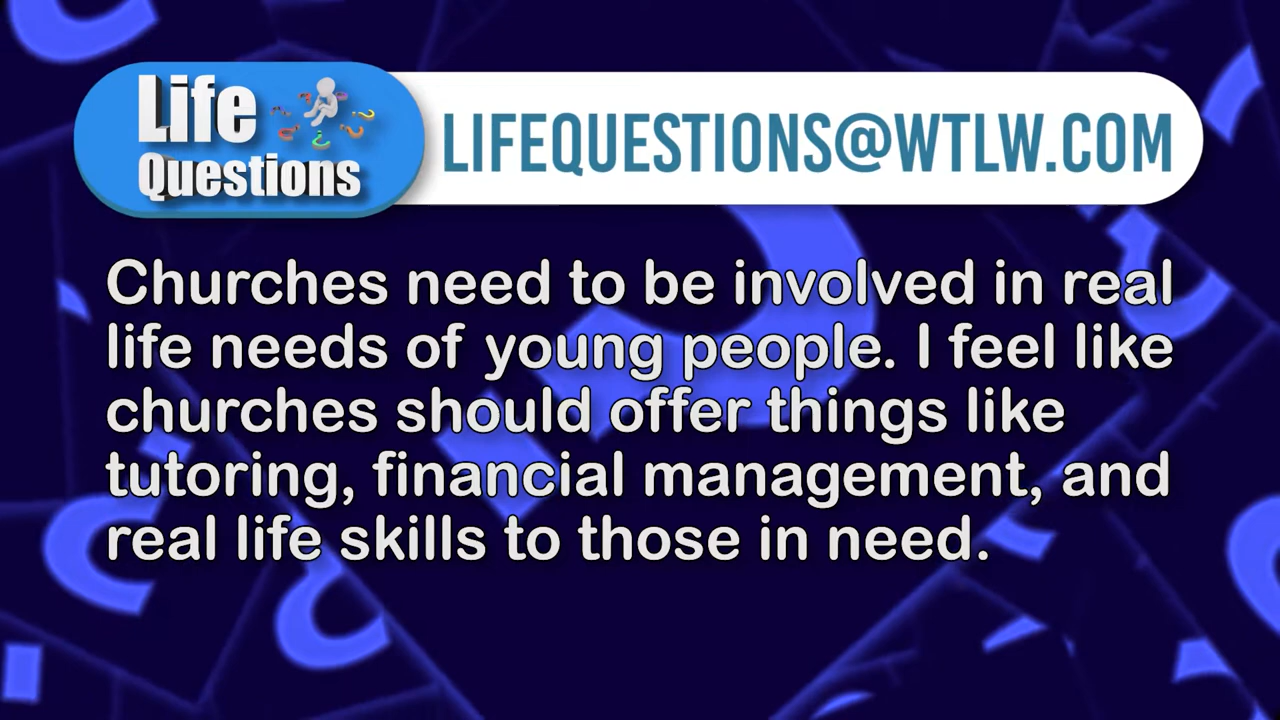 Life
Questions
LIFEQUESTIONS@WTLW.COM
Churches need to be involved in real
life needs of young people. I feel like
churches should offer things like
tutoring, financial management, and
real life skills to those in need.